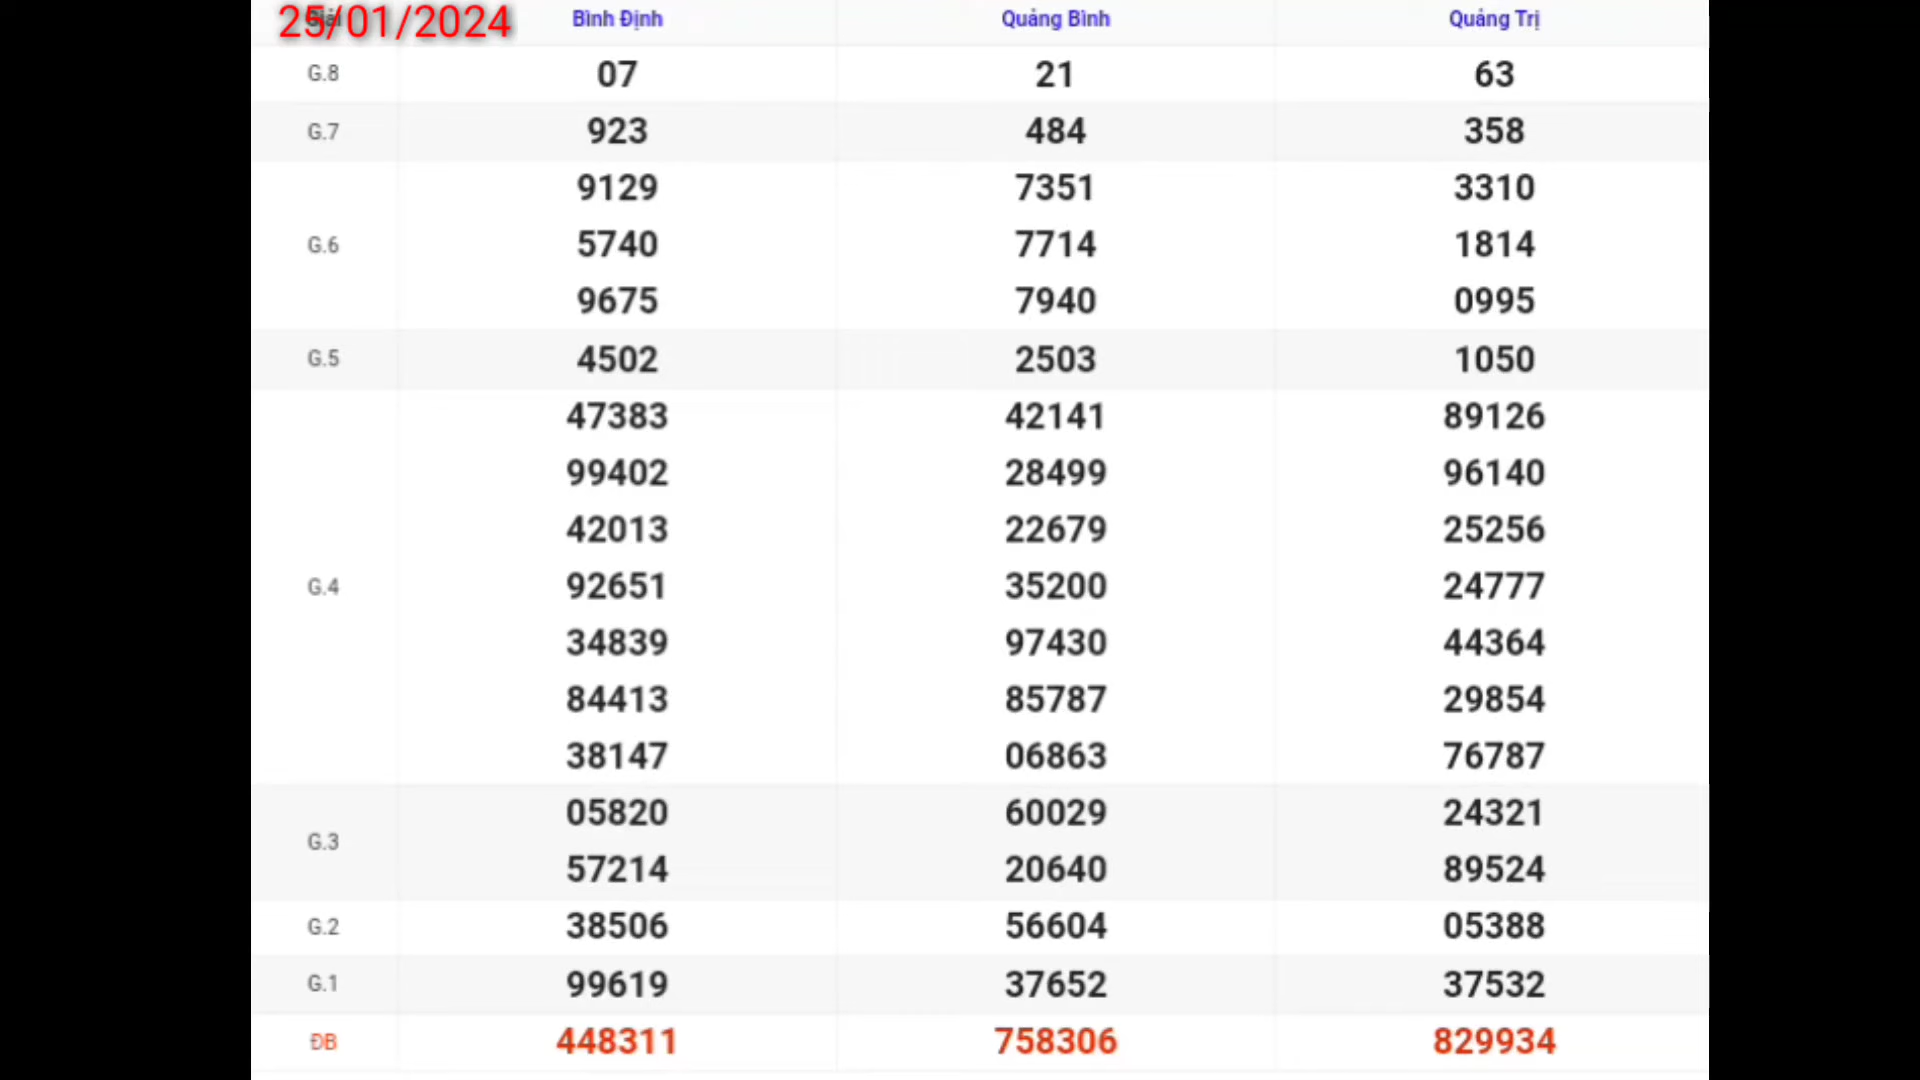 25/01/2024 Bình Định Quảng Bình Quảng Trị
G.8 07 21 63
G.7 923 484 358
9129 7351 3310
G.6 5740 7714 1814
9675 7940 0995
G.5 4502 2503 1050
47383 42141 89126
99402 28499 96140
42013 22679 25256
G.4 92651 35200 24777
34839 97430 44364
84413 85787 29854
38147 06863 76787
G.3 05820 60029 24321
57214 20640 89524
G.2 38506 56604 05388
G.1 99619 37652 37532
ĐB 448311 758306 829934